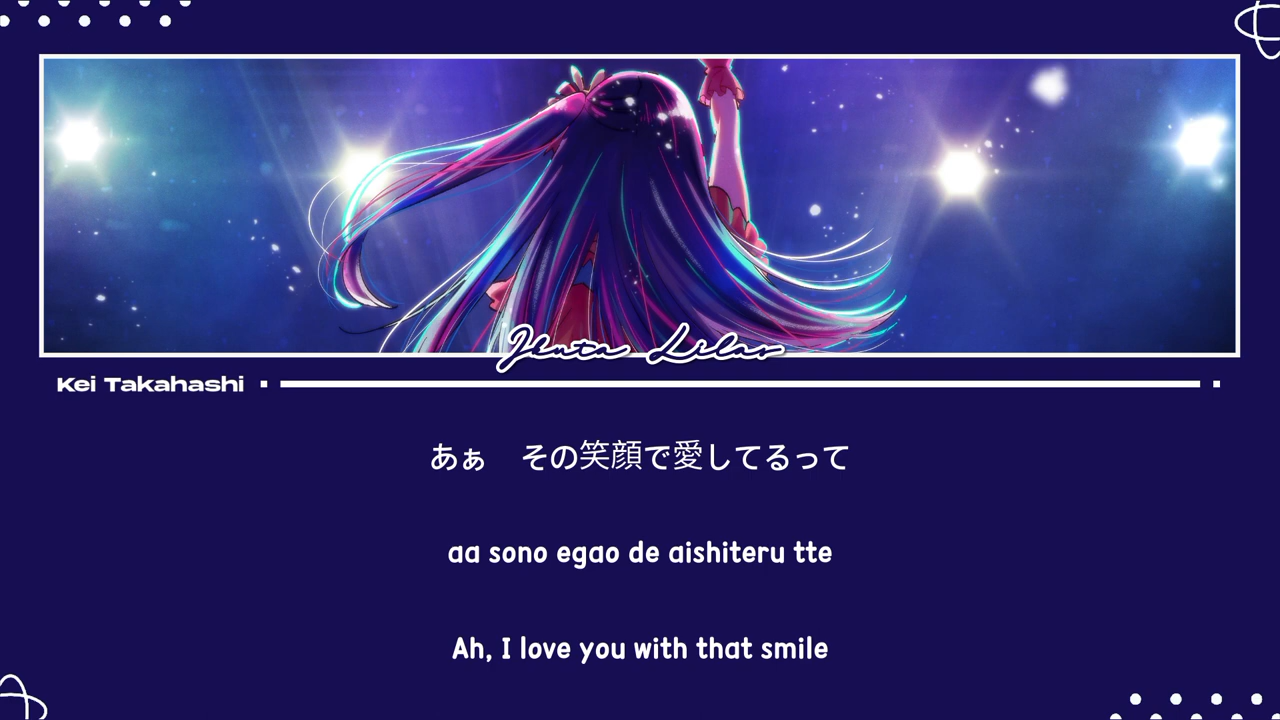 Kei Takahashi
あぁ　その笑顔で愛してるって
aa sono egao de aishiteru tte
Ah, I love you with that smile